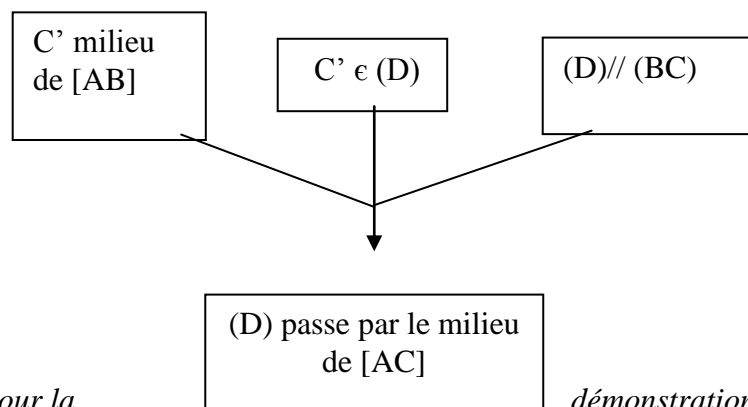 C’ milieu
de [AB]
C’ є (D)
(D)// (BC)
(D) passe par le milieu
de [AC]
our la
démonstration